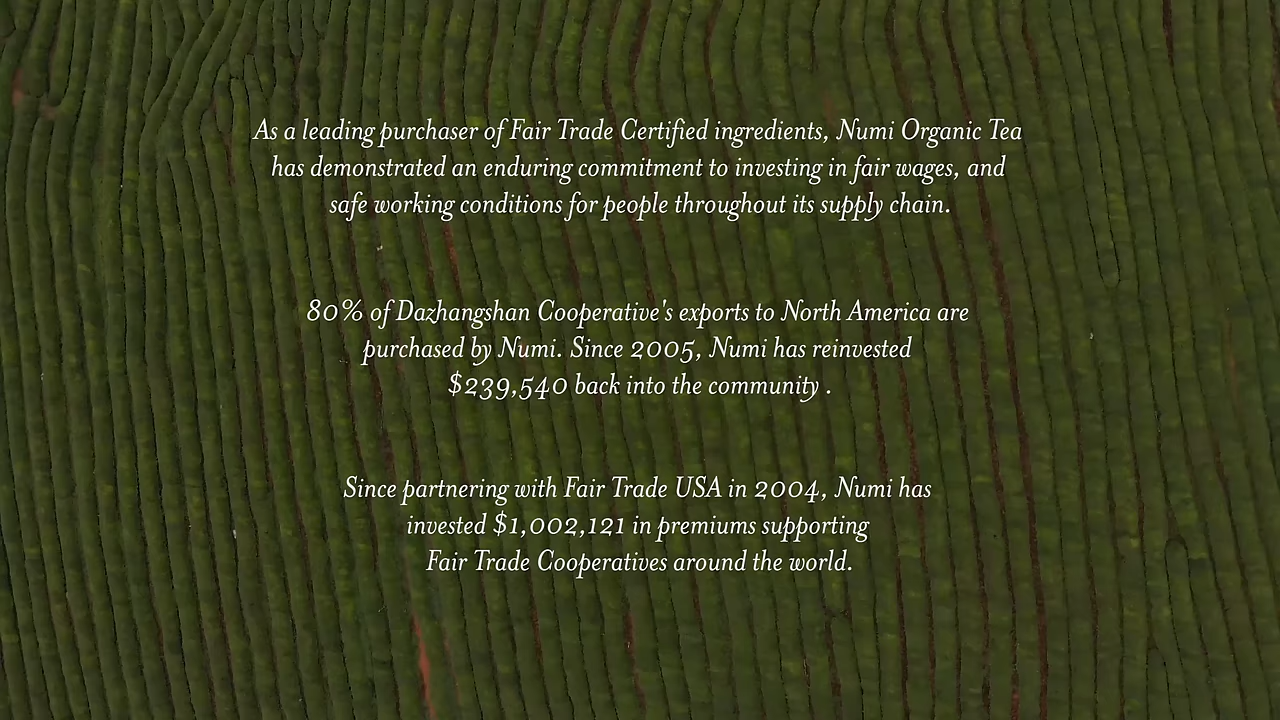 As a leading purchaser of Fair Trade Certified ingredients, Numi Organic Tea
has demonstrated an enduring commitment to investing in fair wages, and
safe working conditions for people throughout its supply chain.
80% of Dazhangshan Cooperative's exports to North America are
purchased by Numi. Since 2005, Numi has reinvested
$239,540 back into the community .
Since partnering with Fair Trade USA in 2004, Numi has
invested $1,002,121 in premiums supporting
Fair Trade Cooperatives around the world.